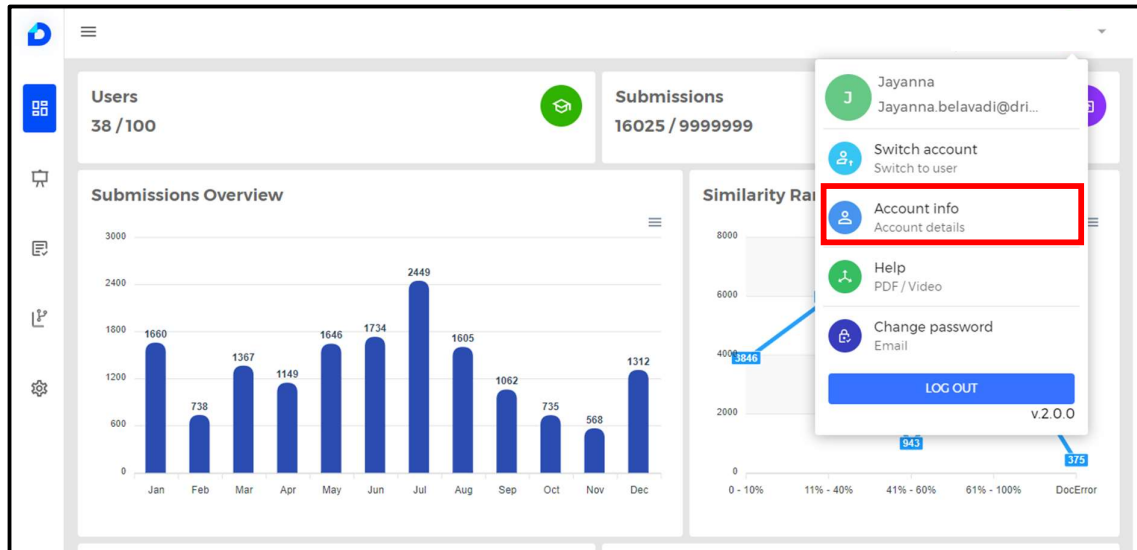 Users
38 / 100
Submissions
16025 / 9999999
Submissions Overview
3000
2400
1800
1200
600
0
1660
738
1367
1149
1646
1734
2449
1605
1062
735
568
1312
Jan Feb Mar Apr May Jun Jul Aug Sep Oct Nov Dec
Similarity
8000
6000
4000
2000
0
3846
943
375
0 - 10% 11% - 40% 41% - 60% 61% - 100% DocError
J
Jayanna
Jayanna.belavadi@dri...
Switch account
Switch to user
Account info
Account details
Help
PDF / Video
Change password
Email
LOG OUT
v.2.0.0